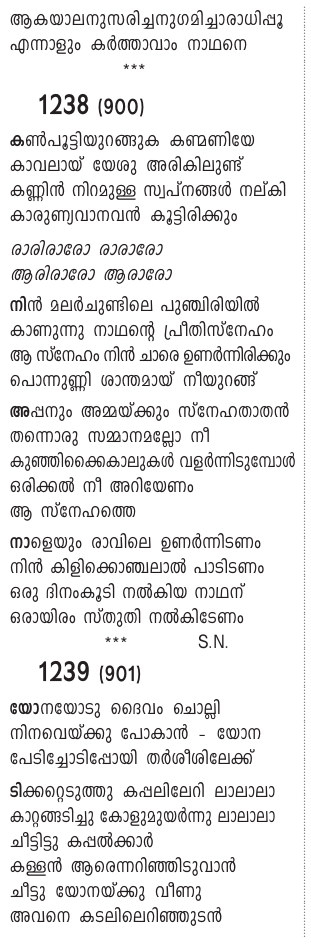 ആകയാലനുസരിച്ചനുഗമിച്ചാരാധിപ്പൂ
എന്നാളും കർത്താവാം നാഥനെ
***
1238 (900)
കൺപൂട്ടിയുറങ്ങുക കണ്മണിയേ
കാവലായ് യേശു അരികിലുണ്ട്
കണ്ണിൻ നിറമുള്ള സ്വപ്നങ്ങൾ നല്കി
കാരുണ്യവാനവൻ കൂട്ടിരിക്കും
രാരിരാരോ രാരാരോ
ആരിരാരോ ആരാരോ
നിൻ മലർചുണ്ടിലെ പുഞ്ചിരിയിൽ
കാണുന്നു നാഥന്റെ പ്രീതിസ്നേഹം
ആ സ്നേഹം നിൻ ചാരെ ഉണർന്നിരിക്കും
പൊന്നുണ്ണി ശാന്തമായ് നീയുറങ്ങ്
അപ്പനും അമ്മയ്ക്കും സ്നേഹതാതൻ
തന്നൊരു സമ്മാനമല്ലോ നീ
കുഞ്ഞിക്കൈകാലുകൾ വളർന്നിടുമ്പോൾ
ഒരിക്കൽ നീ അറിയേണം
ആ സ്നേഹത്തെ
നാളെയും രാവിലെ ഉണർന്നിടണം
നിൻ കിളിക്കൊഞ്ചലാൽ പാടിടണം
ഒരു ദിനംകൂടി നൽകിയ നാഥന്
ഒരായിരം സ്തുതി നൽകിടേണം
*** S.N.
1239 (901)
യോനയോടു ദൈവം ചൊല്ലി
നിനവെയ്ക്കു പോകാൻ - യോന
പേടിച്ചോടിപ്പോയി തർശീശിലേക്ക്
ടിക്കറ്റെടുത്തു കപ്പലിലേറി ലാലാലാ
കാറ്റങ്ങടിച്ചു കോളുമുയർന്നു ലാലാലാ
ചീട്ടിട്ടു കപ്പൽക്കാർ
കള്ളൻ ആരെന്നറിഞ്ഞിടുവാൻ
ചീട്ടു യോനയ്ക്കു വീണു
അവനെ കടലിലെറിഞ്ഞുടൻ